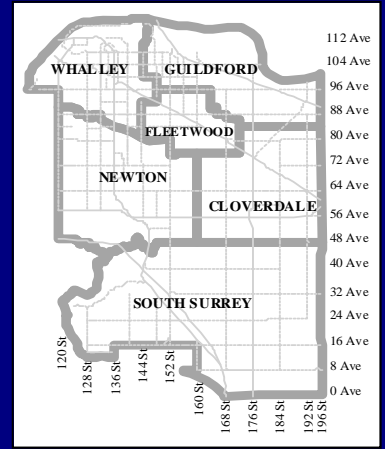 112 Ave
104 Ave
WHALLEY GUILDFORD
96 Ave
88 Ave
FLEETWOOD
80 Ave
72 Ave
NEWTON
64 Ave
CLOVERDALE
56 Ave
48 Ave
40 Ave
SOUTH SURREY
32 Ave
24 Ave
16 Ave
8 Ave
0 Ave
120 St
128 St
136 St
144 St
152 St
160 St
168 St
176 St
184 St
192 St
196 St